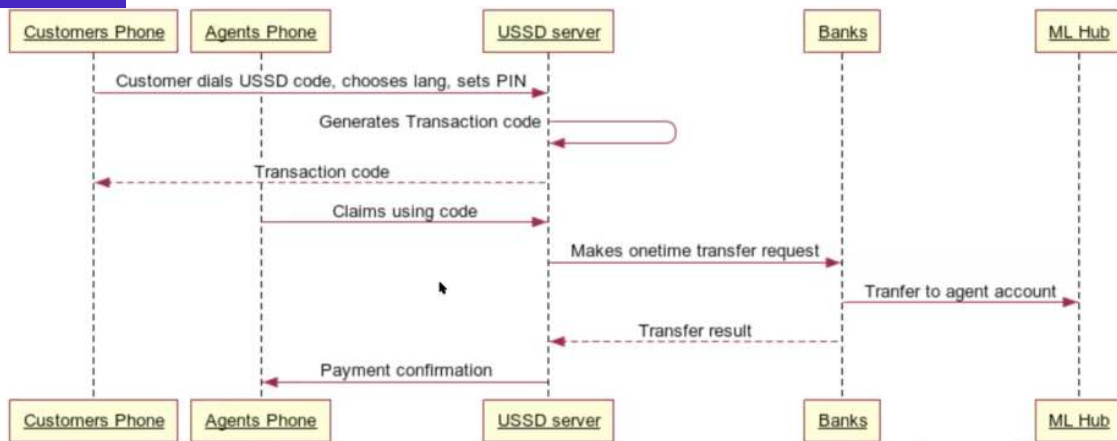 Customers Phone
Agents Phone
USSD server
Banks
ML Hub
Customer dials USSD code, chooses lang, sets PIN
Generates Transaction code
Transaction code
Claims using code
Makes onetime transfer request
Tranfer to agent account
Transfer result
Payment confirmation
Customers Phone
Agents Phone
USSD server
Banks
ML Hub